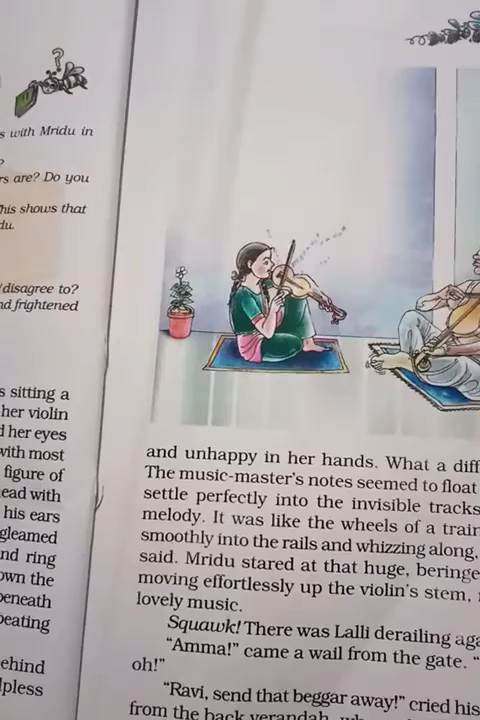 ?
s with Mridu in
?
rs are? Do you
his shows that
du.
disagree to?
nd frightened
s sitting a
her violin
d her eyes
with most
figure of
ead with
his ears
gleamed
nd ring
own the
beneath
beating
ehind
lpless
and unhappy in her hands. What a diff
The music-master's notes seemed to float
settle perfectly into the invisible tracks
melody. It was like the wheels of a train
smoothly into the rails and whizzing along,
said. Mridu stared at that huge, beringe
moving effortlessly up the violin's stem,
lovely music.
Squawk! There was Lalli derailing aga
"Amma!" came a wail from the gate. "
oh!"
"Ravi, send that beggar away!" cried his
from the back verandah,